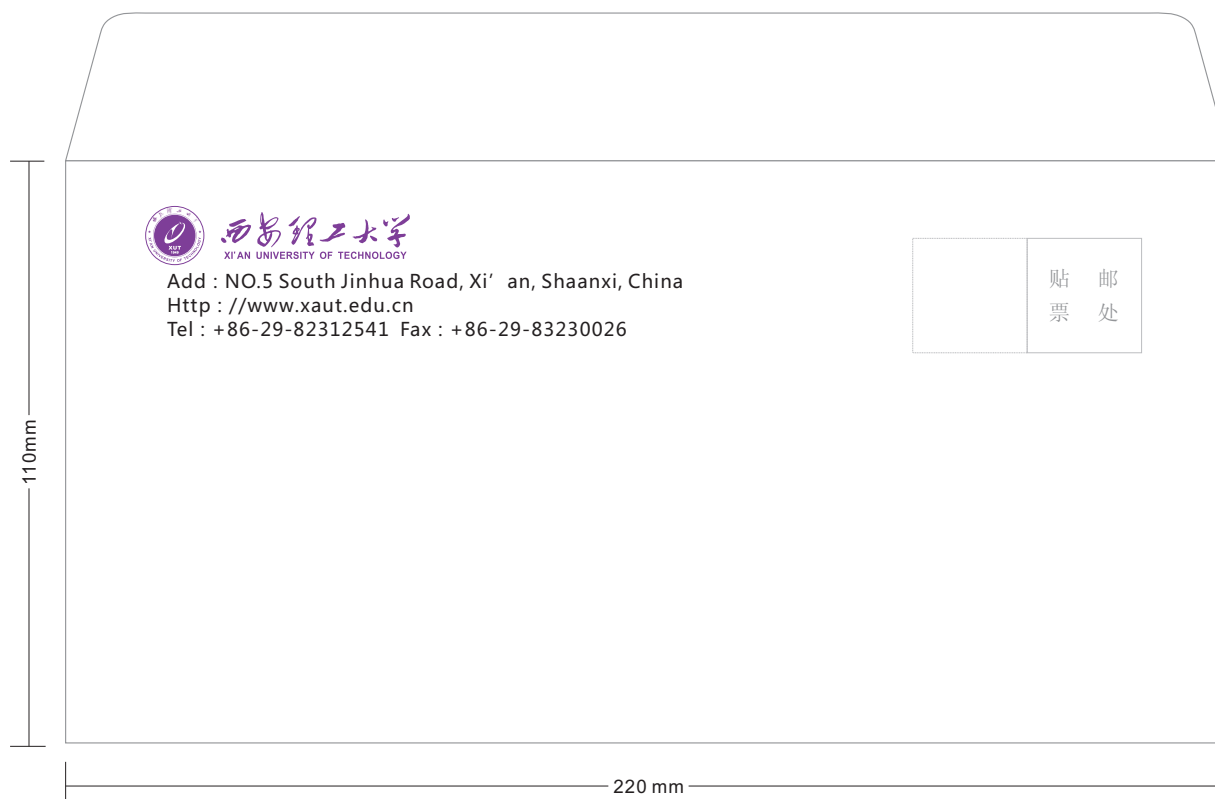 西安理工大学
XI'AN UNIVERSITY OF TECHNOLOGY
XUT
1949
Add : NO.5 South Jinhua Road, Xi' an, Shaanxi, China
Http : //www.xaut.edu.cn
Tel : +86-29-82312541 Fax : +86-29-83230026
贴 邮
票 处
110mm
220 mm